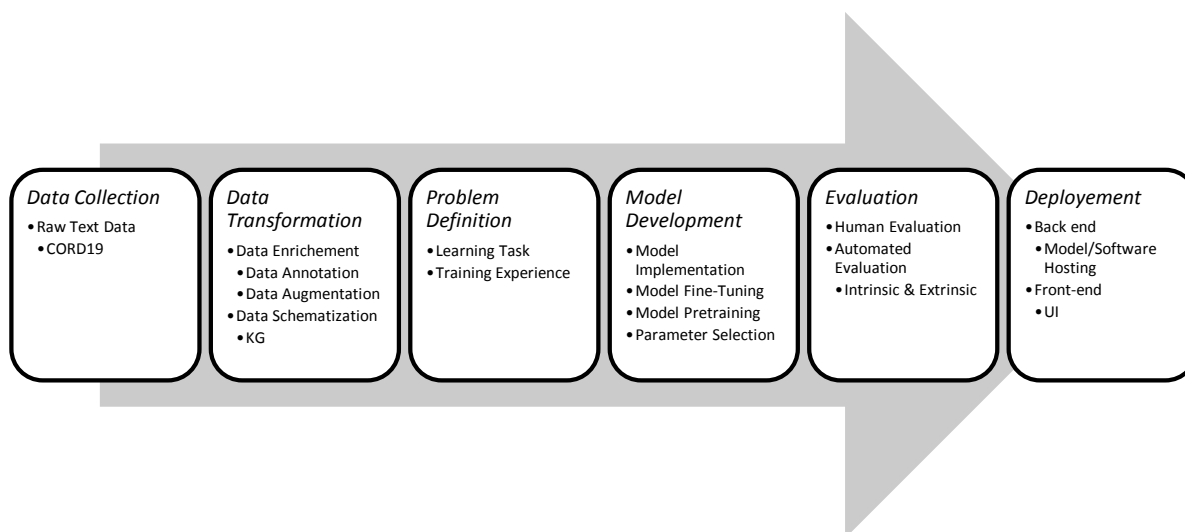 Data Collection
•Raw Text Data
•CORD19
Data
Transformation
•Data Enrichement
•Data Annotation
•Data Augmentation
•Data Schematization
•KG
Problem
Definition
•Learning Task
•Training Experience
Model
Development
•Model
Implementation
•Model Fine-Tuning
•Model Pretraining
•Parameter Selection
Evaluation
•Human Evaluation
•Automated
Evaluation
•Intrinsic & Extrinsic
Deployement
•Back end
•Model/Software
Hosting
•Front-end
•UI